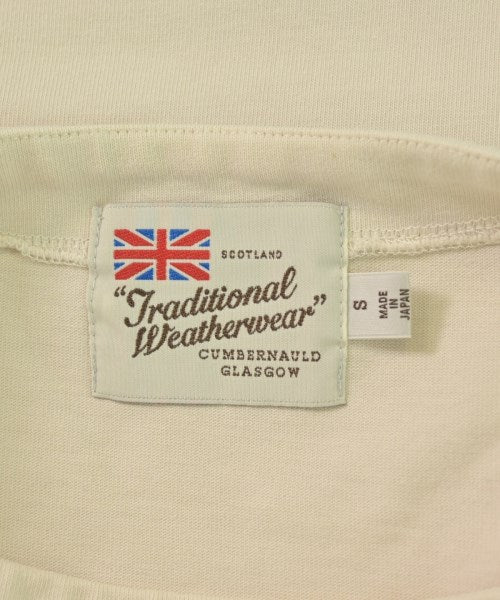 SCOTLAND
"Traditional
Weatherwear"
CUMBERNAULD
GLASGOW
S
MADE
IN
JAPAN